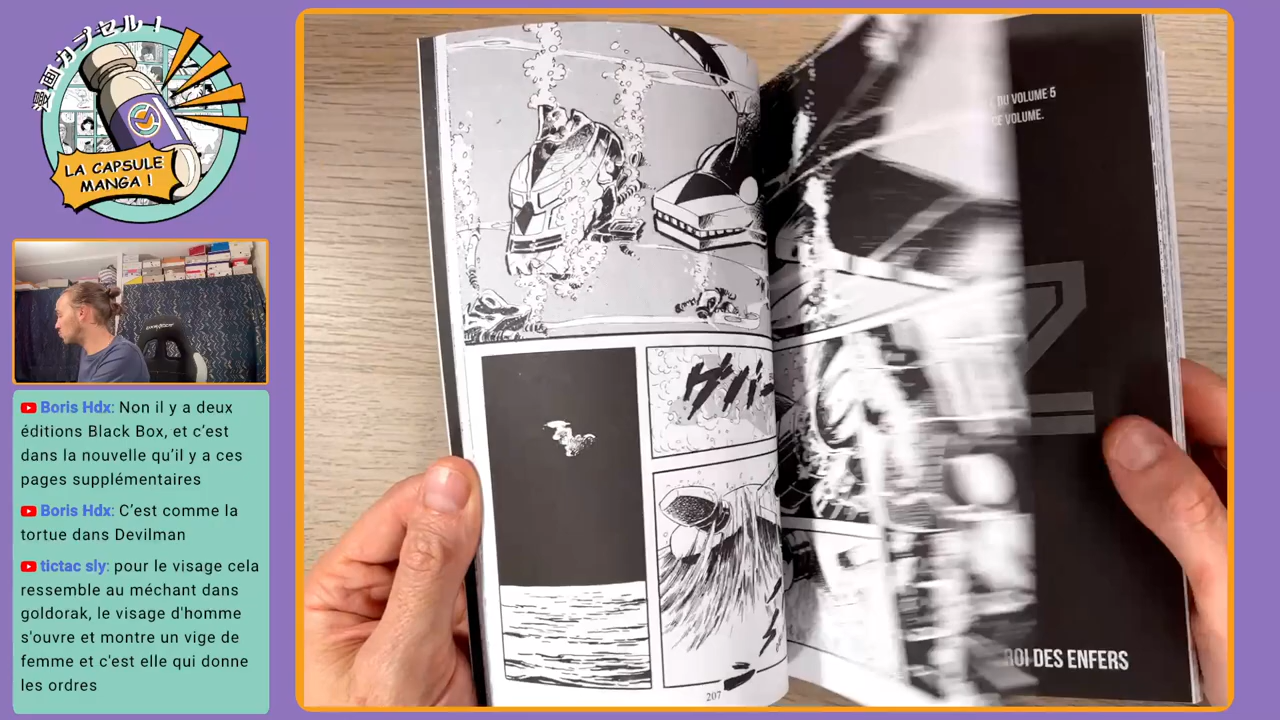 漫画カプセル!
LA CAPSULE
MANGA !
Boris Hdx: Non il y a deux
éditions Black Box, et c'est
dans la nouvelle qu'il y a ces
pages supplémentaires
Boris Hdx: C'est comme la
tortue dans Devilman
tictac sly: pour le visage cela
ressemble au méchant dans
goldorak, le visage d'homme
s'ouvre et montre un vige de
femme et c'est elle qui donne
les ordres
DU VOLUME 5
CE VOLUME.
Z
ROI DES ENFERS
207